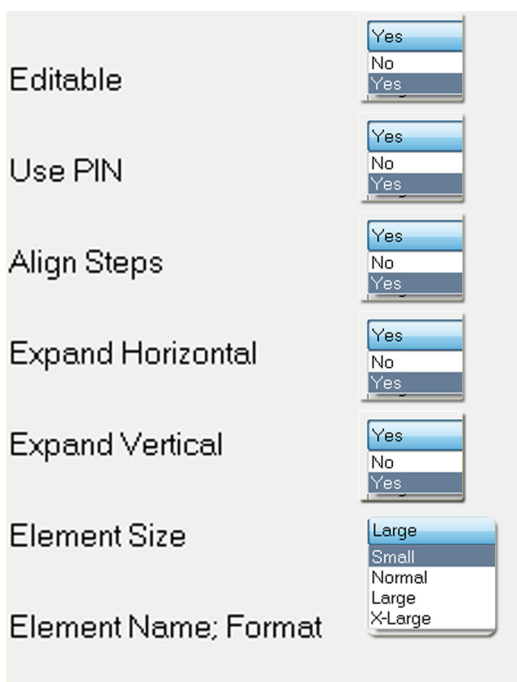 Editable
Yes
No
Yes
Use PIN
Yes
No
Yes
Align Steps
Yes
No
Yes
Expand Horizontal
Yes
No
Yes
Expand Vertical
Yes
No
Yes
Element Size
Large
Small
Normal
Large
X-Large
Element Name; Format